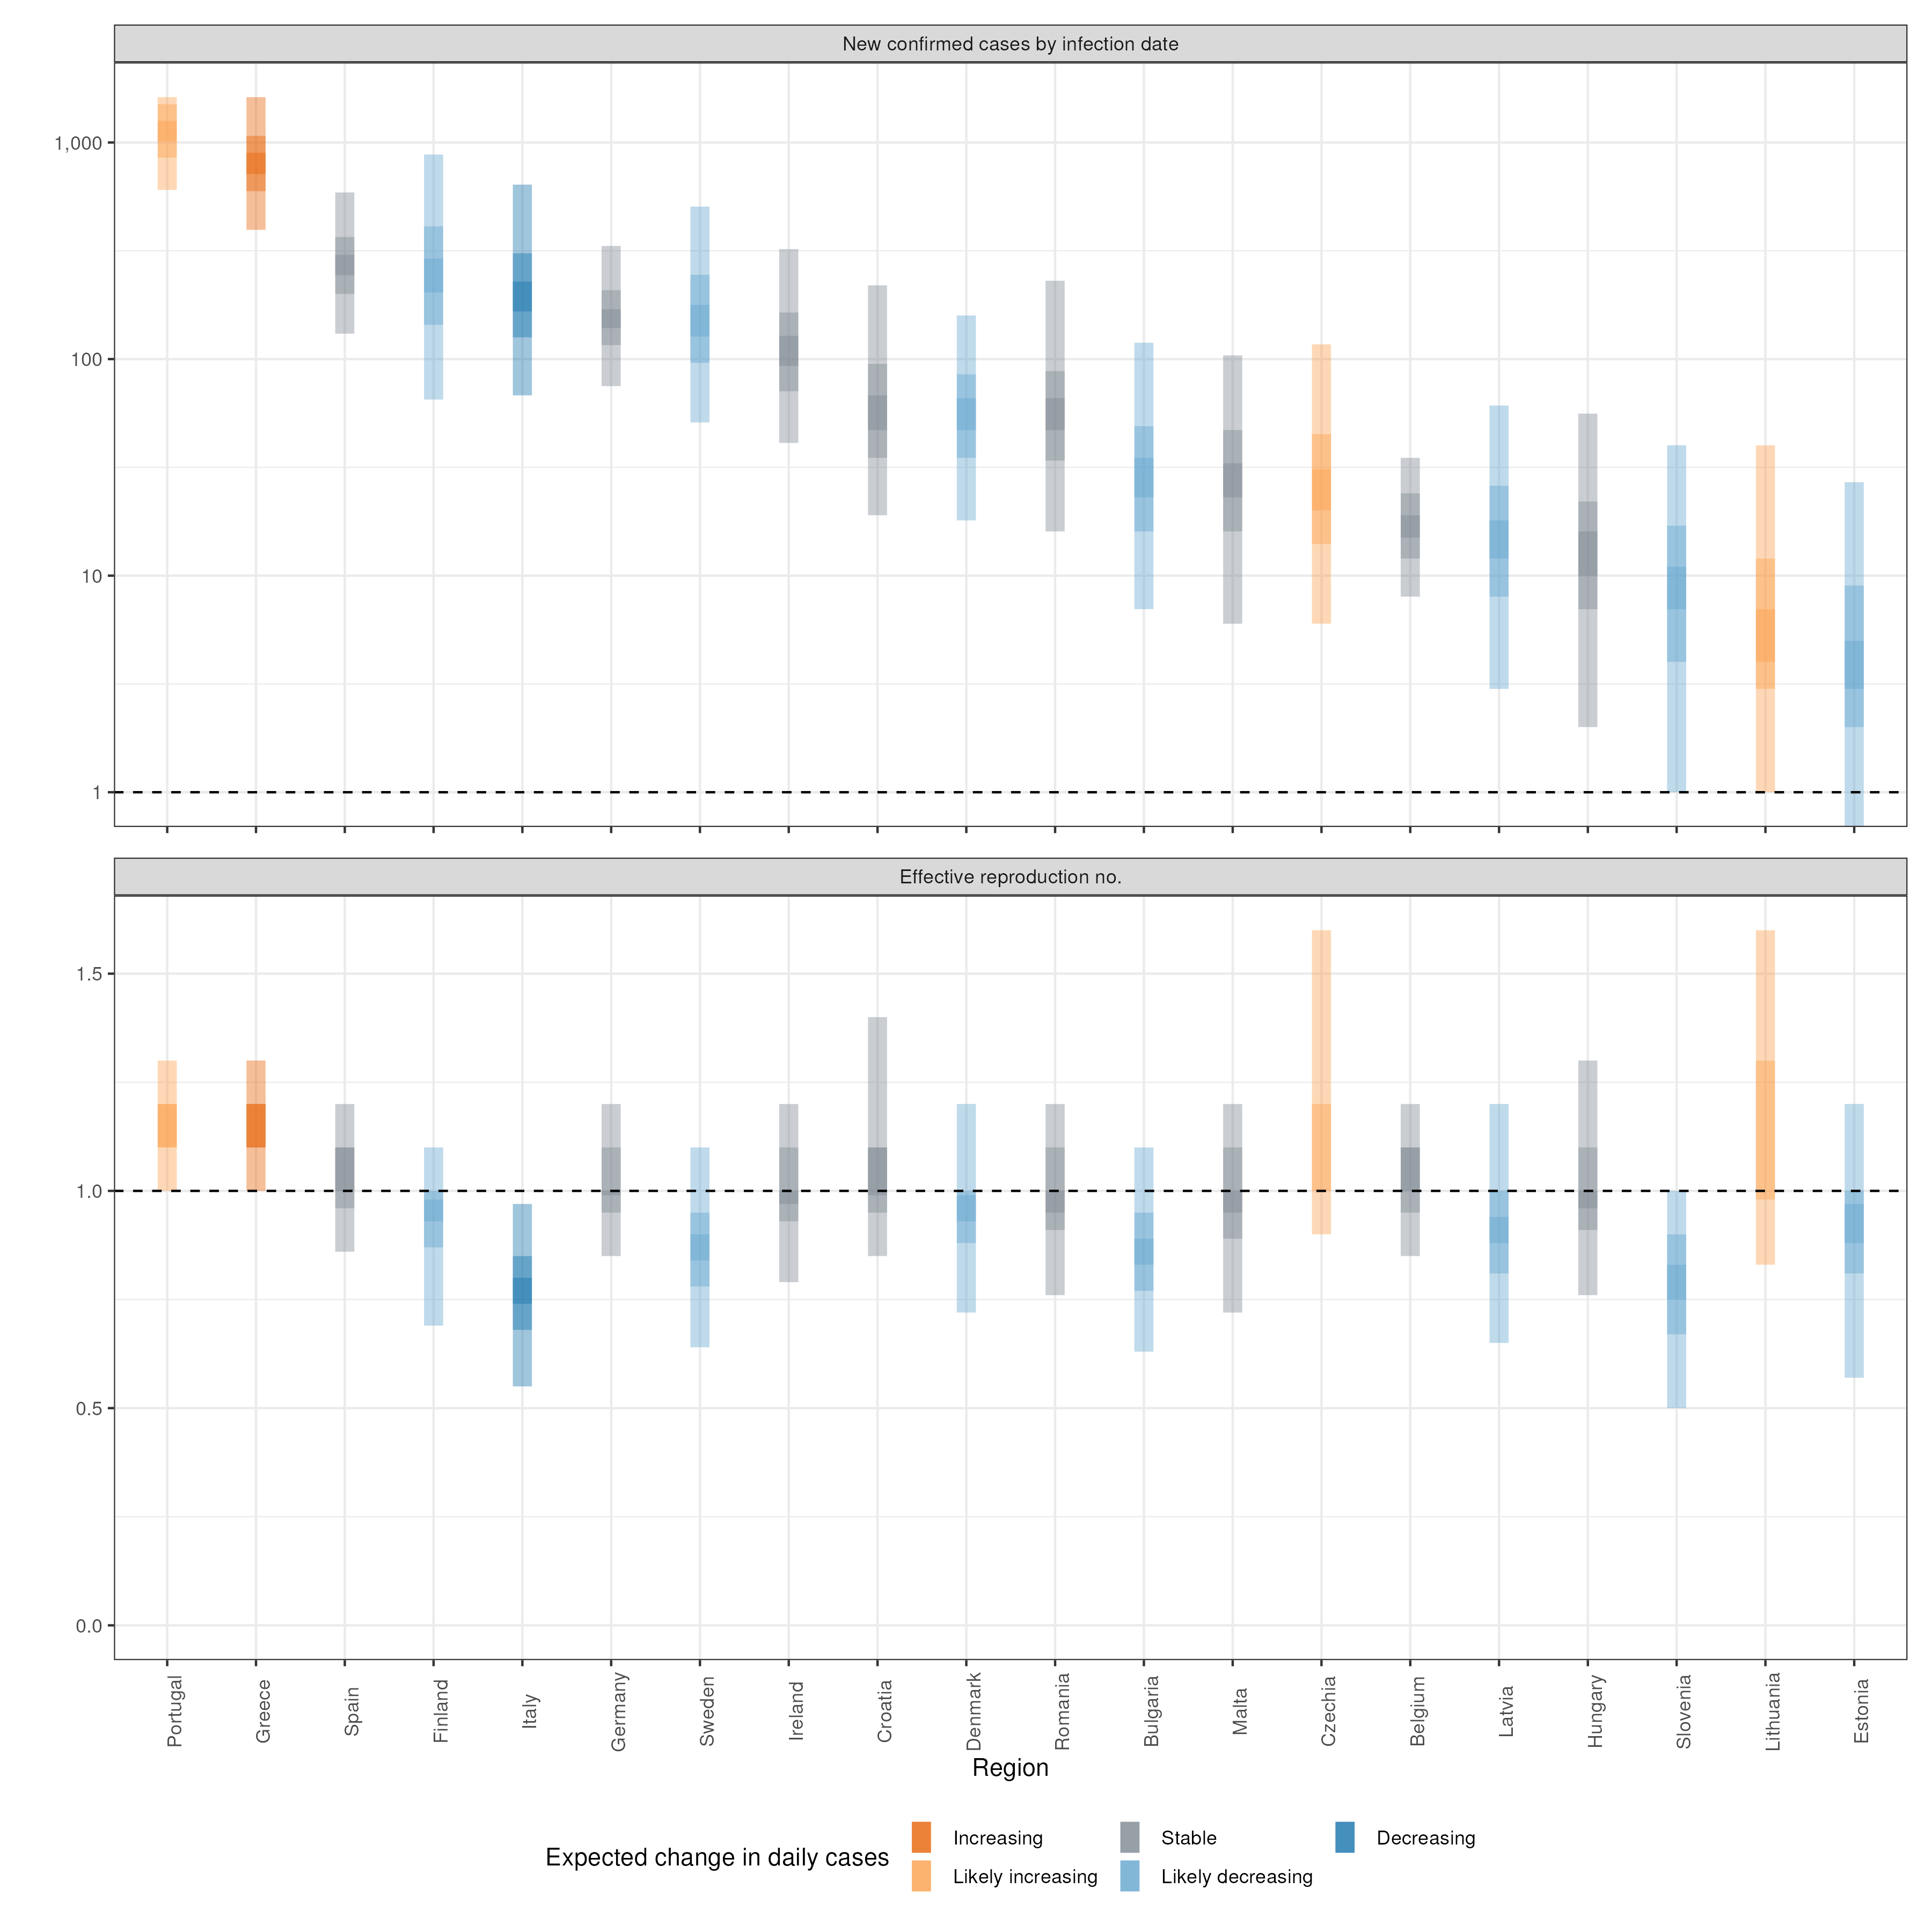 New confirmed cases by infection date
1,000
100
10
1
Effective reproduction no.
1.5
1.0
0.5
0.0
Portugal
Greece
Spain
Finland
Italy
Germany
Sweden
Ireland
Croatia
Denmark
Romania
Bulgaria
Malta
Czechia
Belgium
Latvia
Hungary
Slovenia
Lithuania
Estonia
Region
Expected change in daily cases
Increasing
Stable
Decreasing
Likely increasing
Likely decreasing